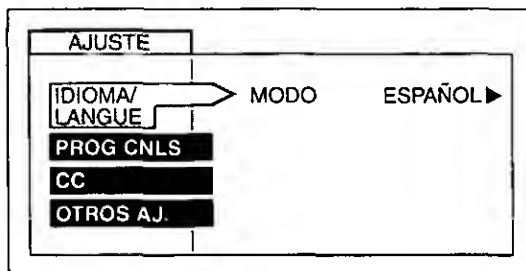 AJUSTE
IDIOMA/ MODO ESPAÑOL▶
LANGUE
PROG CNLS
CC
OTROS AJ.